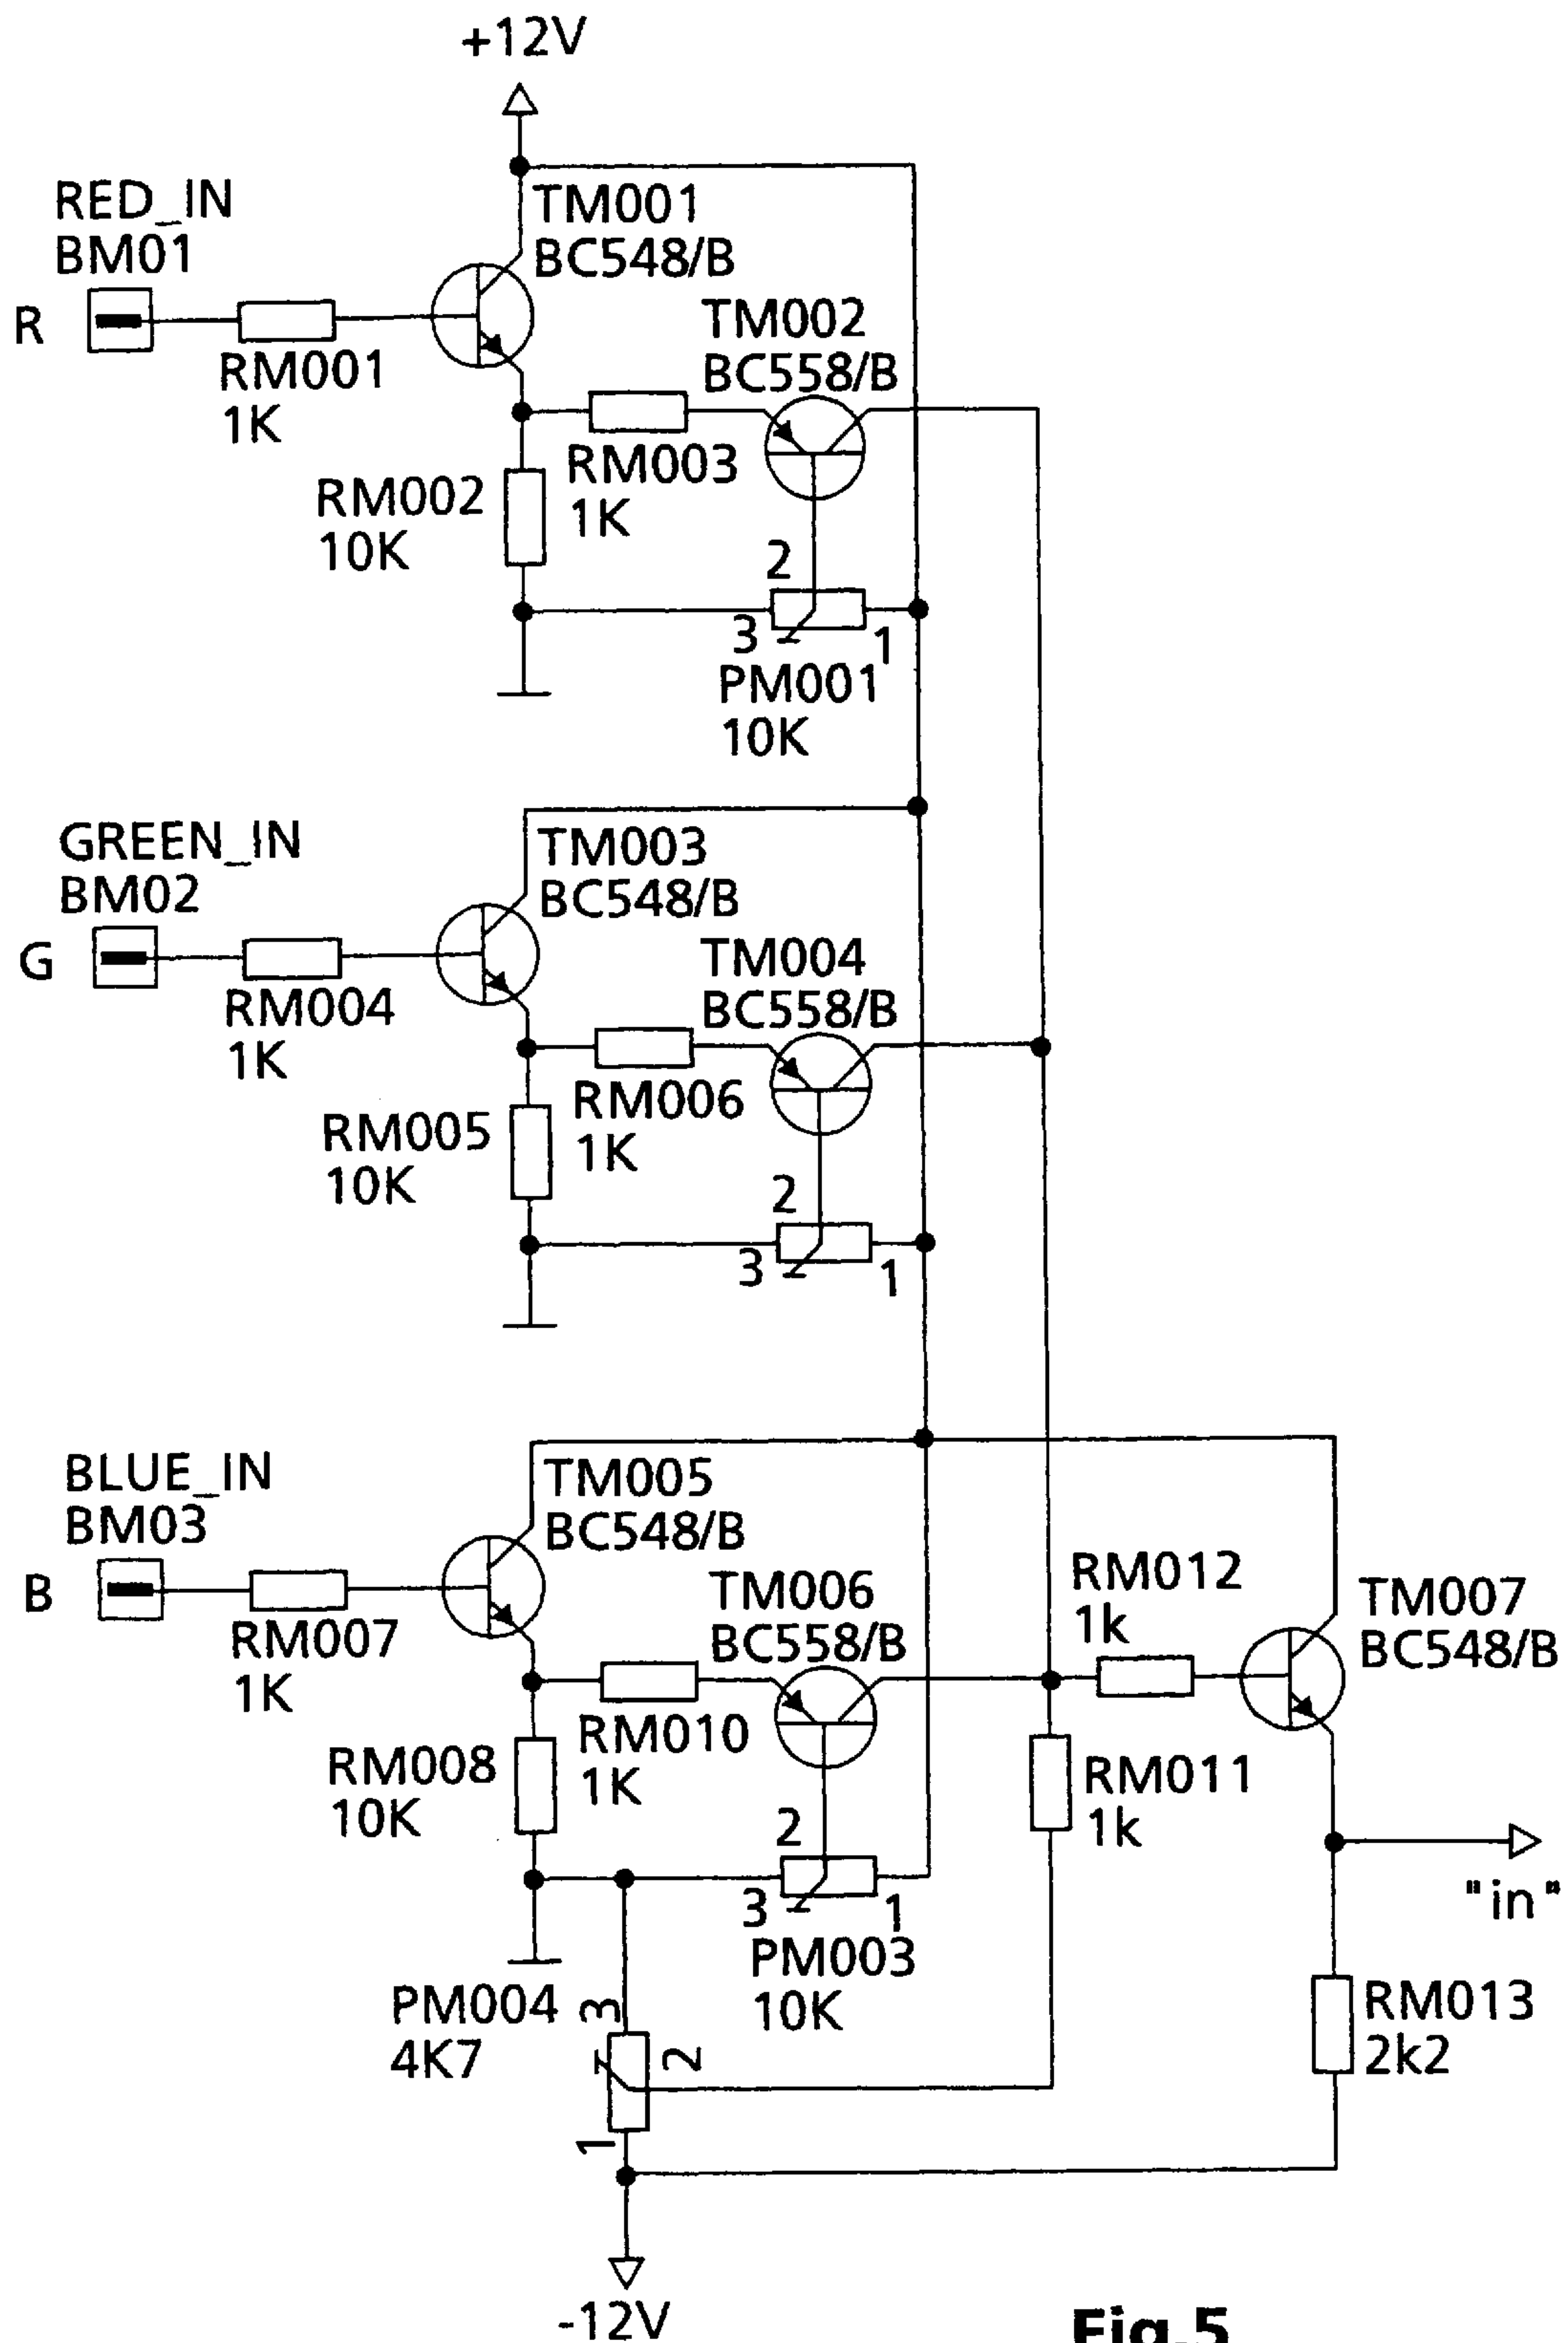 +12V
RED_IN
BM01
R
RM001
1K
TM001
BC548/B
TM002
BC558/B
RM003
1K
RM002
10K
2
3
1
PM001
10K
GREEN_IN
BM02
G
RM004
1K
TM003
BC548/B
TM004
BC558/B
RM006
1K
RM005
10K
2
3
1
BLUE_IN
BM03
B
RM007
1K
TM005
BC548/B
TM006
BC558/B
RM012
1k
TM007
BC548/B
RM010
1K
RM008
10K
RM011
1k
2
3
1
PM003
10K
"in"
PM004
4K7
3
2
1
RM013
2k2
-12V
Fig.5